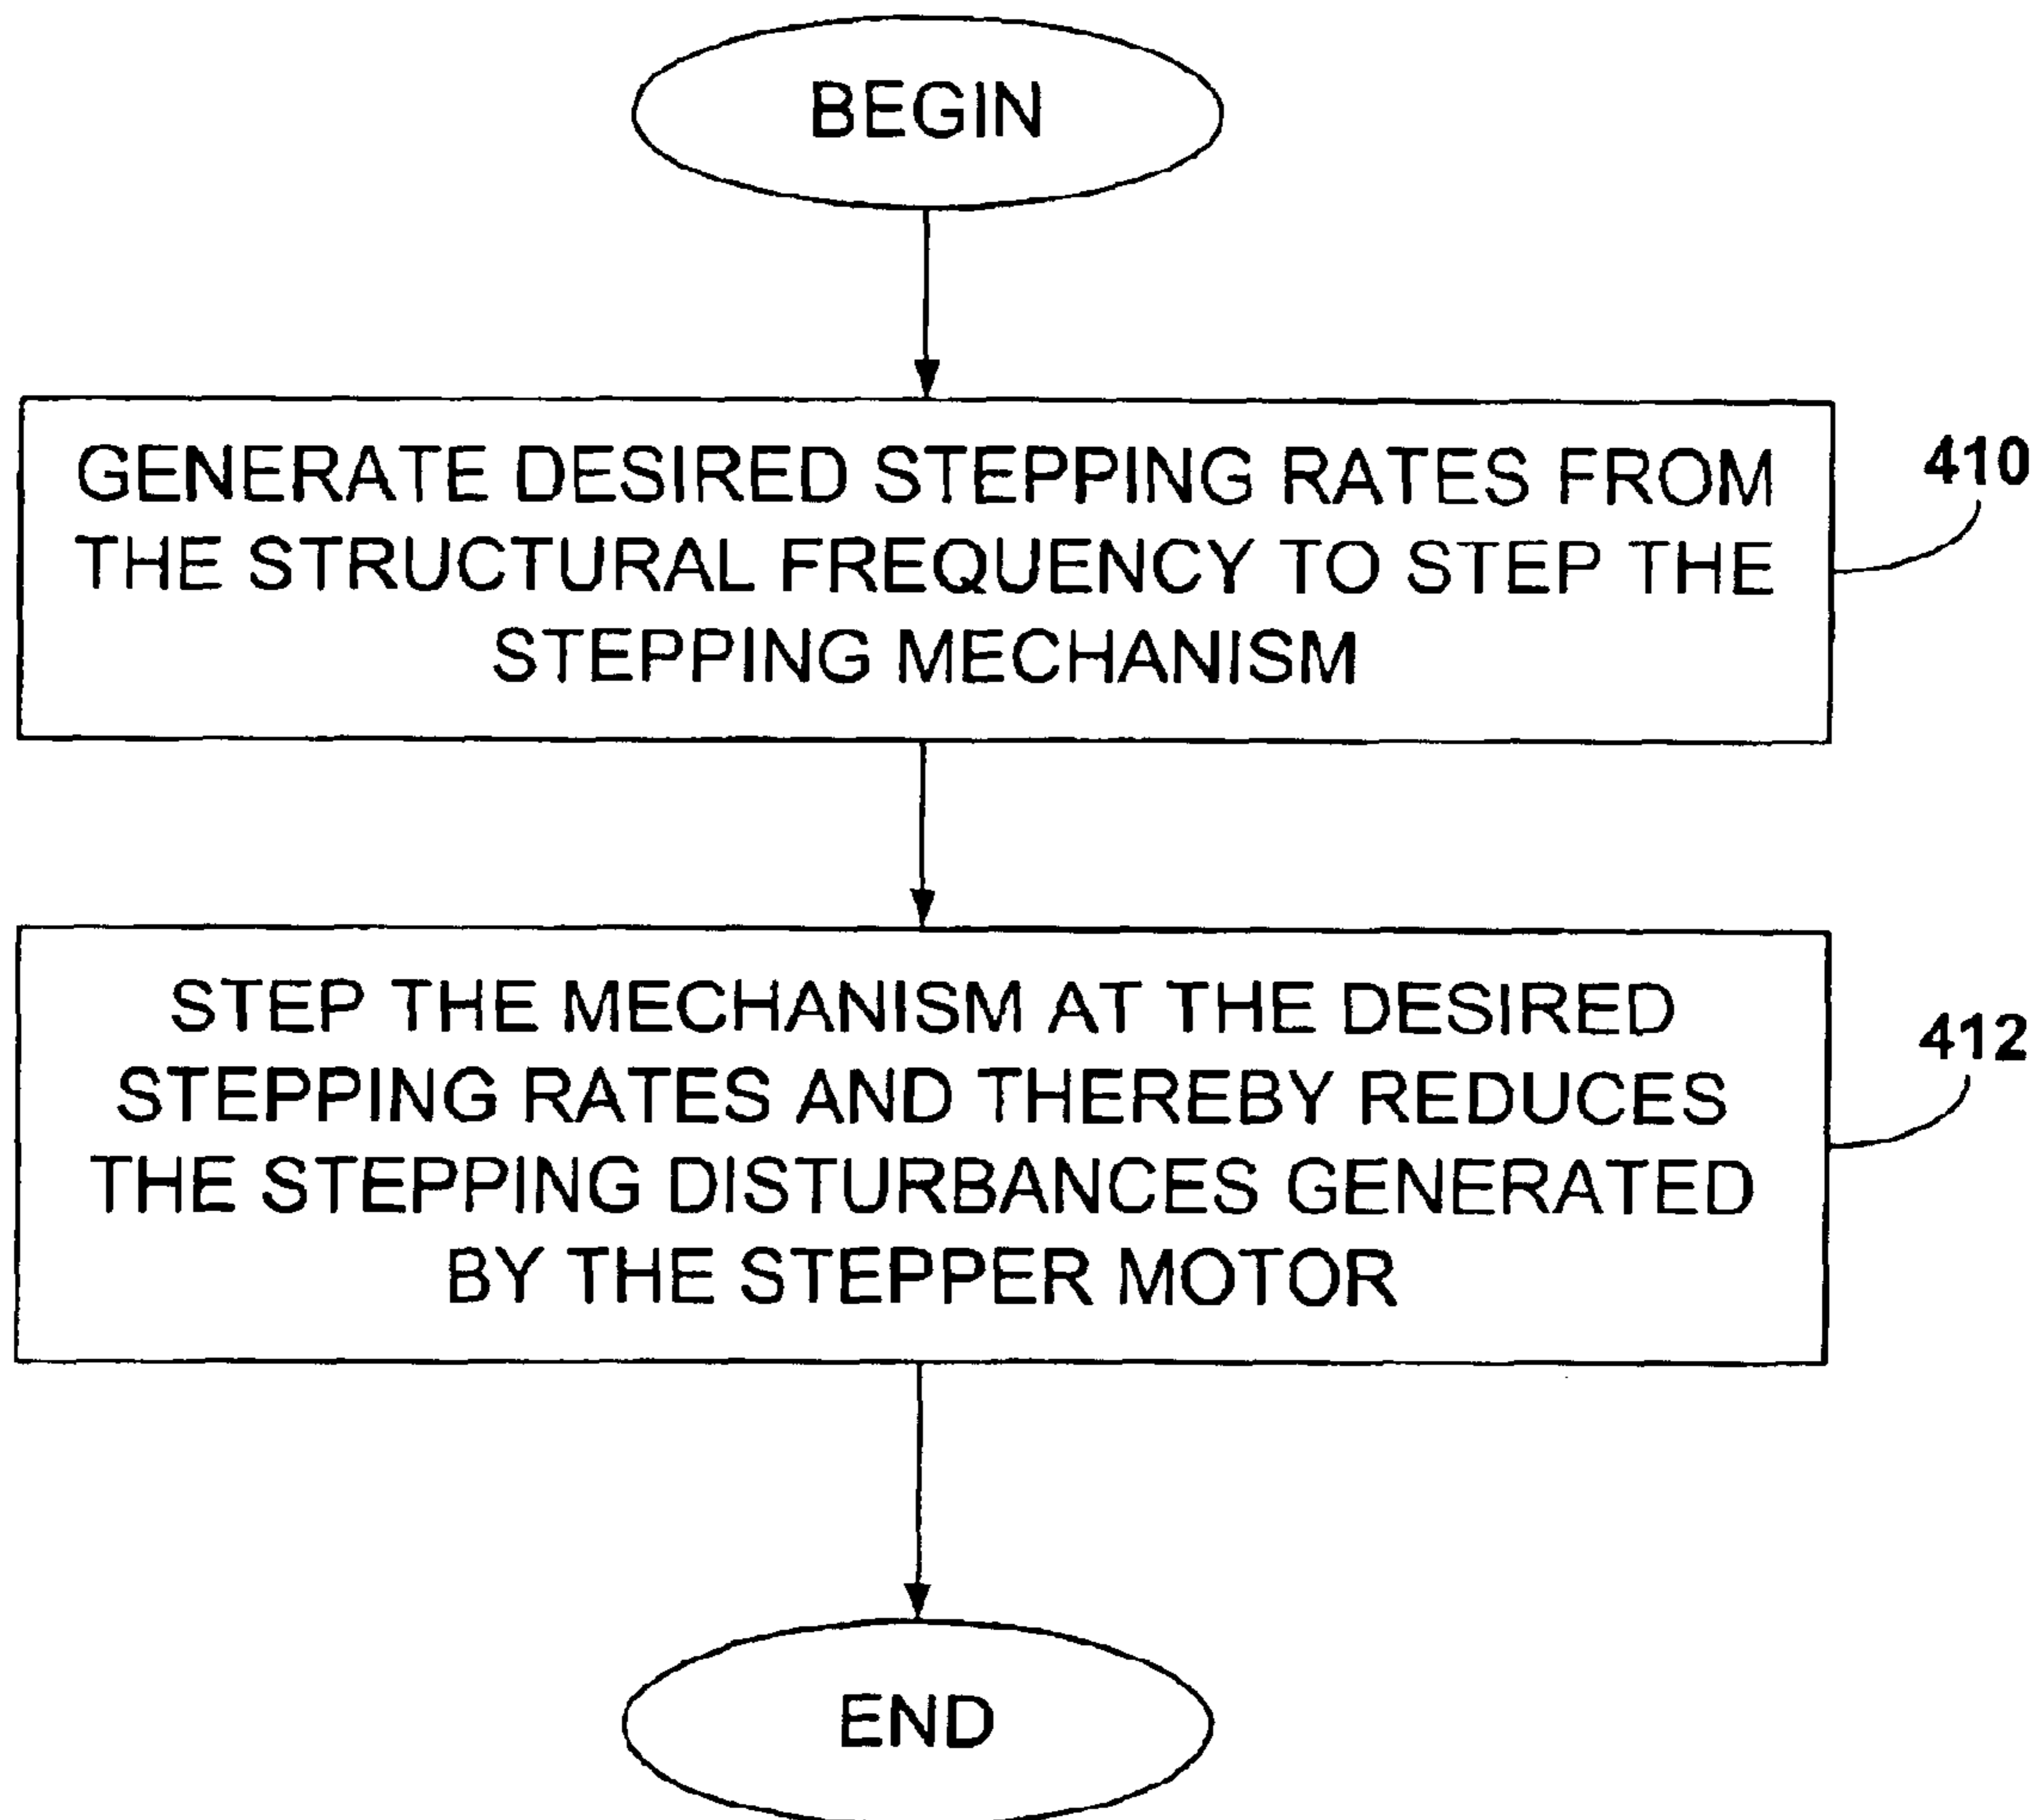 BEGIN
GENERATE DESIRED STEPPING RATES FROM
THE STRUCTURAL FREQUENCY TO STEP THE
STEPPING MECHANISM
410
STEP THE MECHANISM AT THE DESIRED
STEPPING RATES AND THEREBY REDUCES
THE STEPPING DISTURBANCES GENERATED
BY THE STEPPER MOTOR
412
END